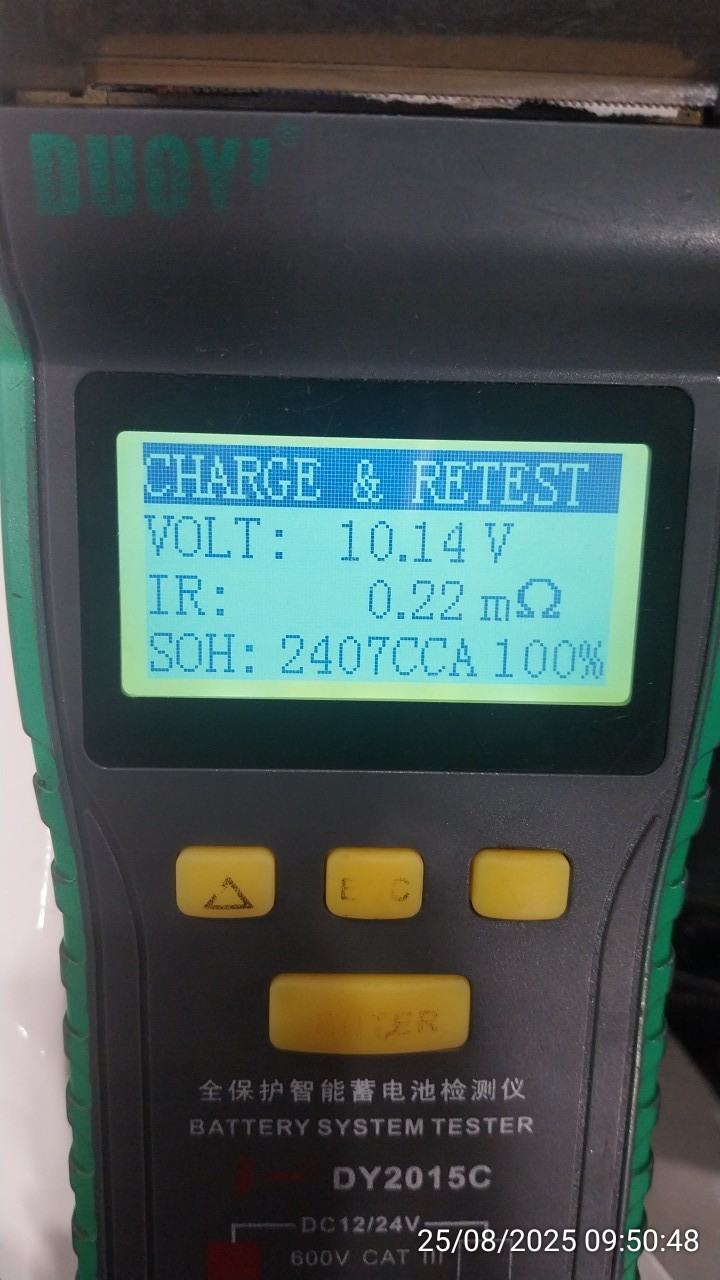 DUOYI®
CHARGE & RETEST
VOLT: 10.14 V
IR: 0.22 mΩ
SOH: 2407CCA 100%
ENTER
全保护智能蓄电池检测仪
BATTERY SYSTEM TESTER
DY2015C
DC12/24V
600V CAT III
25/08/2025 09:50:48